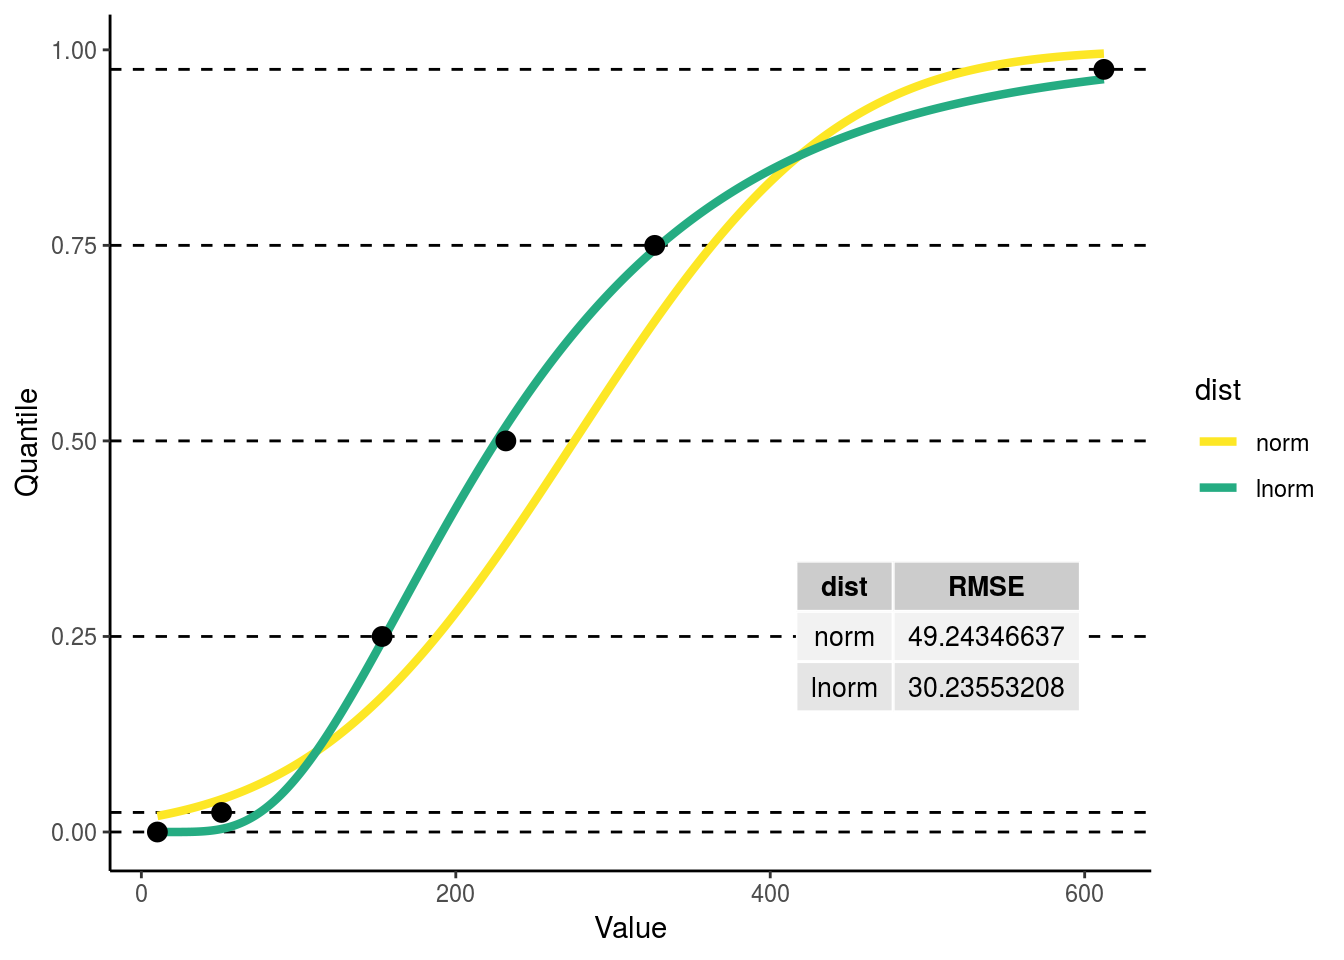 1.00
0.75
0.50
0.25
0.00
Quantile
0
200
400
600
Value
dist
norm
lnorm
dist RMSE
norm 49.24346637
lnorm 30.23553208